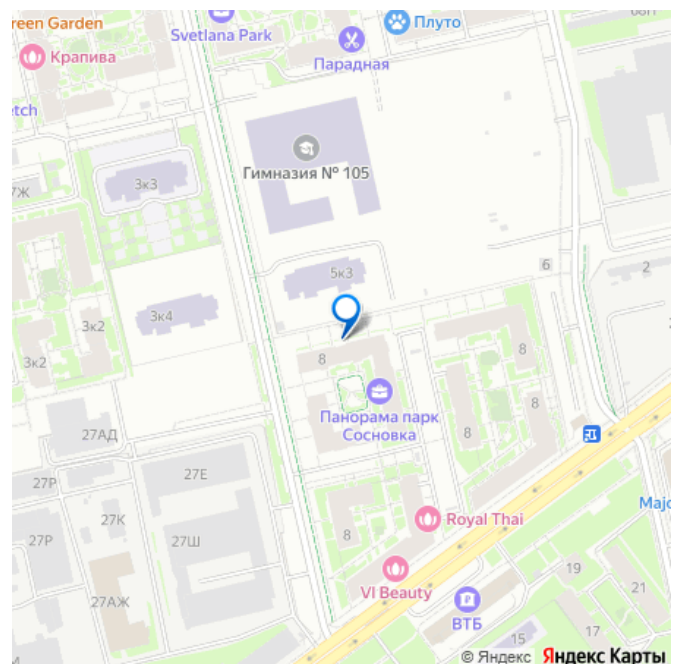 reen Garden
Svetlana Park
Плуто
Крапива
Парадная
etch
Гимназия № 105
3к3
7Ж
5к3
6
2
3к4
3к2
3к2
8
Панорама парк
Сосновка
8
8
27АД
27Е
27Р
27К
27Р
27Ш
8
Royal Thai
Majo
VI Beauty
19
21
27АЖ
ВТБ
15
17
© Яндекс Яндекс Карты